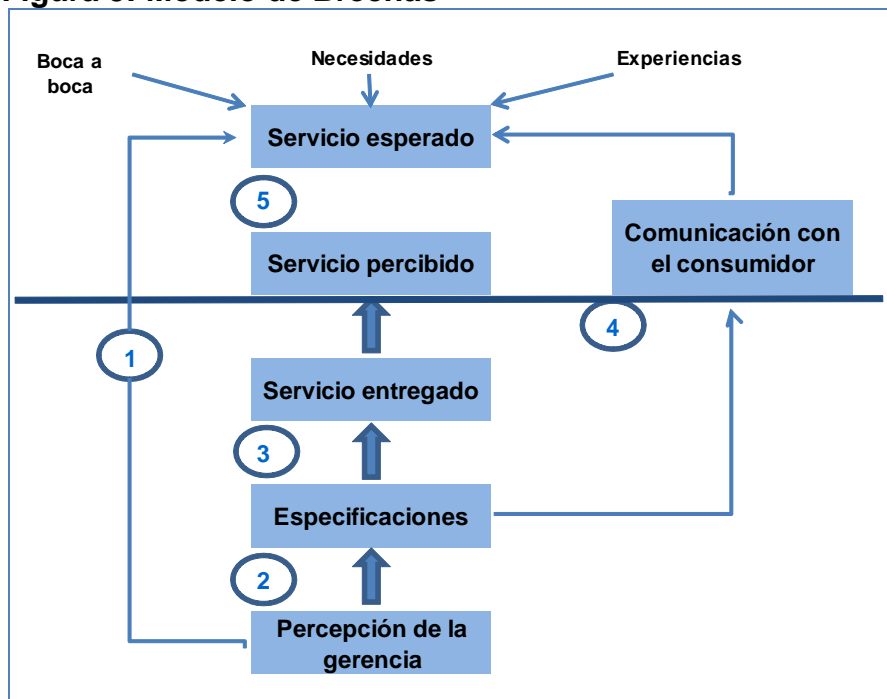 Boca a
boca
Necesidades
Experiencias
Servicio esperado
5
Servicio percibido
Comunicación con
el consumidor
4
1
Servicio entregado
3
Especificaciones
2
Percepción de la
gerencia